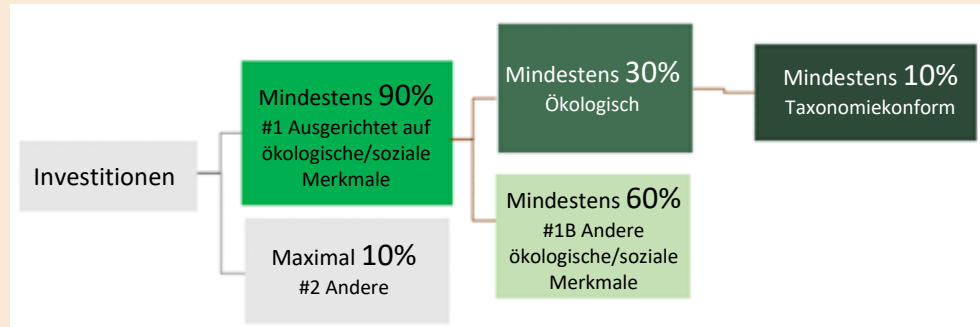 Investitionen
Mindestens 90%
#1 Ausgerichtet auf
ökologische/soziale
Merkmale
Maximal 10%
#2 Andere
Mindestens 30%
Ökologisch
Mindestens 60%
#1B Andere
ökologische/soziale
Merkmale
Mindestens 10%
Taxonomiekonform